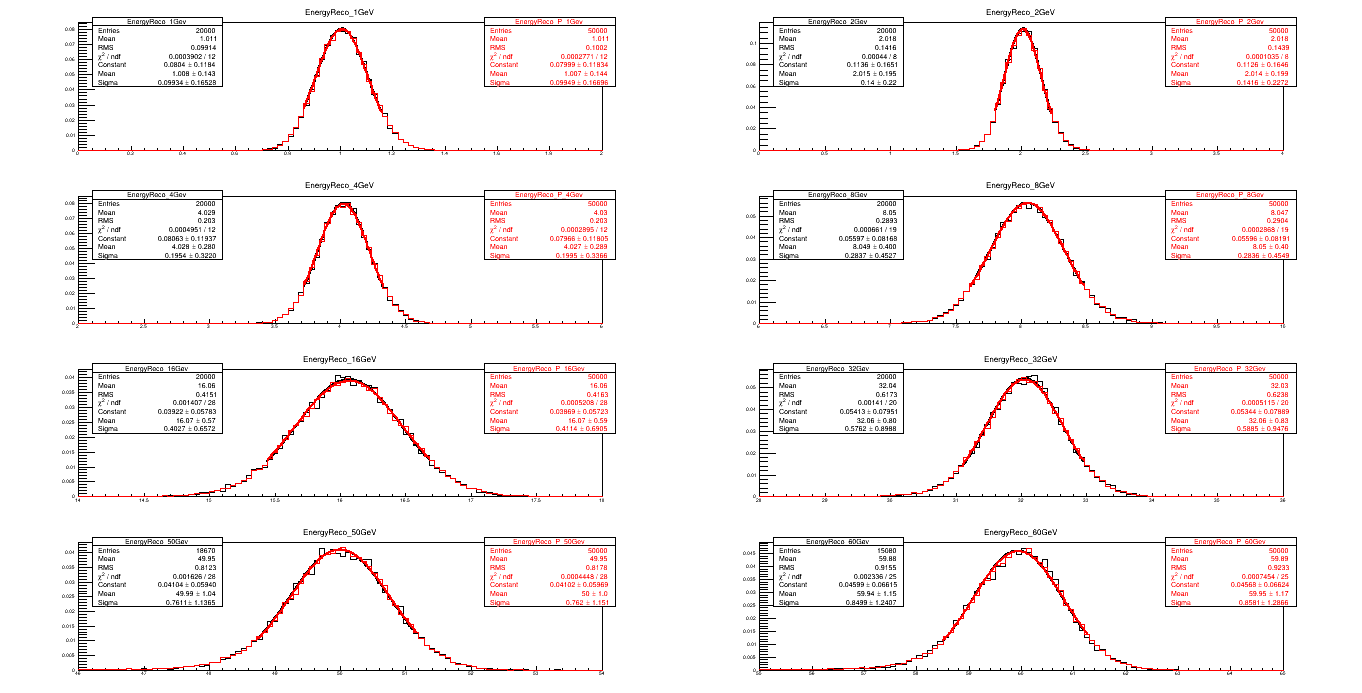 EnergyReco_1GeV
EnergyReco_1Gev
Entries 20000
Mean 1.011
RMS 0.09914
χ² / ndf 0.0003902 / 12
Constant 0.0804 ± 0.1184
Mean 1.008 ± 0.143
Sigma 0.09934 ± 0.16528
EnergyReco_P_1Gev
Entries 50000
Mean 1.011
RMS 0.1002
χ² / ndf 0.0002771 / 12
Constant 0.07999 ± 0.11834
Mean 1.007 ± 0.144
Sigma 0.09949 ± 0.16696
EnergyReco_2GeV
EnergyReco_2Gev
Entries 20000
Mean 2.018
RMS 0.1416
χ² / ndf 0.00044 / 8
Constant 0.1136 ± 0.1651
Mean 2.015 ± 0.195
Sigma 0.14 ± 0.22
EnergyReco_P_2Gev
Entries 50000
Mean 2.018
RMS 0.1439
χ² / ndf 0.0001035 / 8
Constant 0.1126 ± 0.1646
Mean 2.014 ± 0.199
Sigma 0.1416 ± 0.2272
EnergyReco_4GeV
EnergyReco_4Gev
Entries 20000
Mean 4.029
RMS 0.203
χ² / ndf 0.0004951 / 12
Constant 0.08063 ± 0.11937
Mean 4.028 ± 0.280
Sigma 0.1954 ± 0.3220
EnergyReco_P_4Gev
Entries 50000
Mean 4.03
RMS 0.203
χ² / ndf 0.0002895 / 12
Constant 0.07968 ± 0.11805
Mean 4.027 ± 0.289
Sigma 0.1995 ± 0.3366
EnergyReco_8GeV
EnergyReco_8Gev
Entries 20000
Mean 8.05
RMS 0.2893
χ² / ndf 0.000661 / 19
Constant 0.05597 ± 0.08168
Mean 8.049 ± 0.400
Sigma 0.2837 ± 0.4527
EnergyReco_P_8Gev
Entries 50000
Mean 8.047
RMS 0.2904
χ² / ndf 0.0002868 / 19
Constant 0.05596 ± 0.08191
Mean 8.05 ± 0.40
Sigma 0.2836 ± 0.4549
EnergyReco_16GeV
EnergyReco_16Gev
Entries 20000
Mean 16.06
RMS 0.4151
χ² / ndf 0.001407 / 28
Constant 0.03922 ± 0.05783
Mean 16.07 ± 0.57
Sigma 0.4027 ± 0.6572
EnergyReco_P_16Gev
Entries 50000
Mean 16.06
RMS 0.4163
χ² / ndf 0.0005208 / 28
Constant 0.03869 ± 0.05723
Mean 16.07 ± 0.59
Sigma 0.4114 ± 0.6905
EnergyReco_32GeV
EnergyReco_32Gev
Entries 20000
Mean 32.04
RMS 0.6173
χ² / ndf 0.00141 / 20
Constant 0.05413 ± 0.07951
Mean 32.06 ± 0.80
Sigma 0.5762 ± 0.8988
EnergyReco_P_32Gev
Entries 50000
Mean 32.03
RMS 0.6238
χ² / ndf 0.0005115 / 20
Constant 0.05344 ± 0.07889
Mean 32.06 ± 0.83
Sigma 0.5885 ± 0.9476
EnergyReco_50GeV
EnergyReco_50Gev
Entries 18670
Mean 49.95
RMS 0.8123
χ² / ndf 0.001626 / 28
Constant 0.04104 ± 0.05940
Mean 49.99 ± 1.04
Sigma 0.7611 ± 1.1365
EnergyReco_P_50Gev
Entries 50000
Mean 49.95
RMS 0.8178
χ² / ndf 0.0004448 / 28
Constant 0.04102 ± 0.05969
Mean 50 ± 1.0
Sigma 0.762 ± 1.151
EnergyReco_60GeV
EnergyReco_60Gev
Entries 15080
Mean 59.88
RMS 0.9155
χ² / ndf 0.002336 / 25
Constant 0.04599 ± 0.06615
Mean 59.94 ± 1.15
Sigma 0.8499 ± 1.2407
EnergyReco_P_60Gev
Entries 50000
Mean 59.89
RMS 0.9233
χ² / ndf 0.0007454 / 25
Constant 0.04568 ± 0.06624
Mean 59.95 ± 1.17
Sigma 0.8581 ± 1.2866